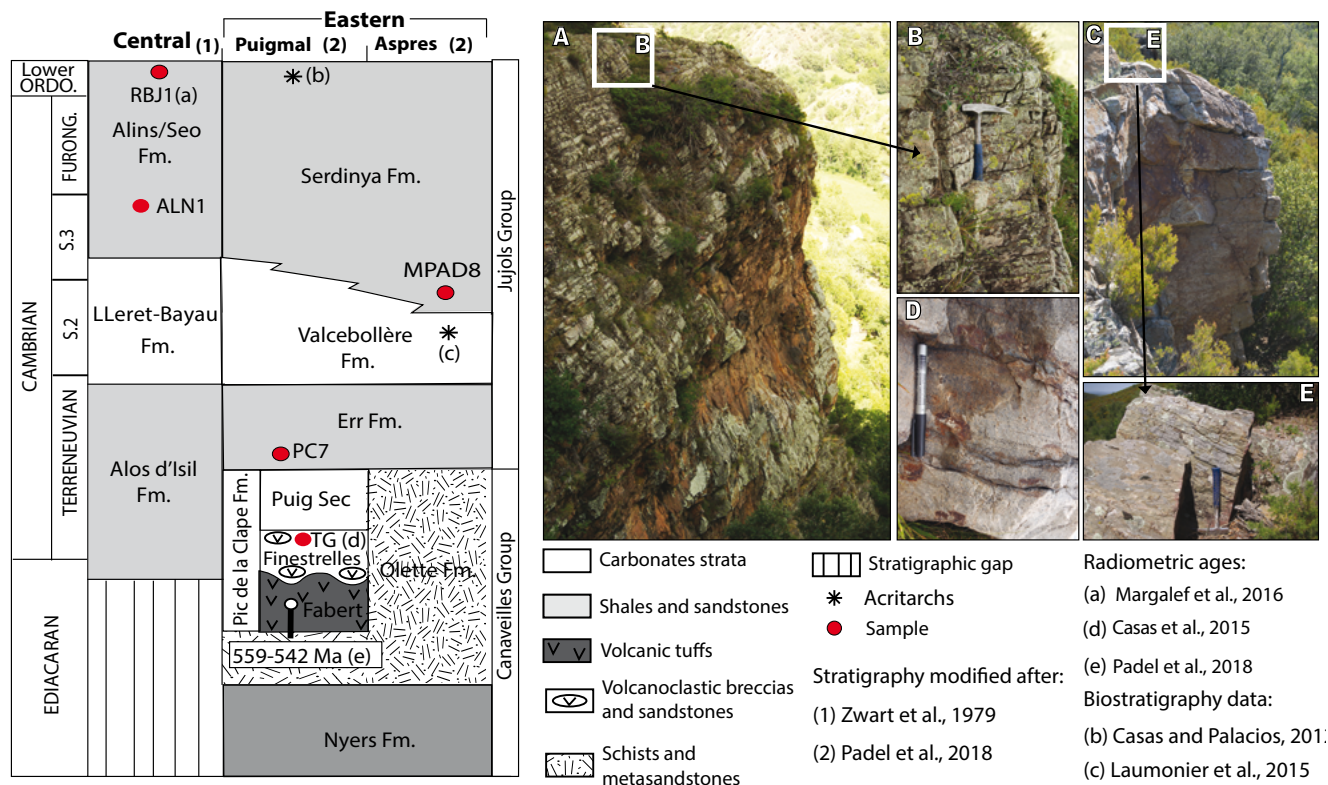 Eastern
Central (1) Puigmal (2) Aspres (2)
Lower
ORDO.
FURONG.
S.3
S.2
CAMBRIAN
TERRENEUVIAN
EDIACARAN
RBJ1(a)
Alins/Seo
Fm.
ALN1
LLeret-Bayau
Fm.
Alos d'Isil
Fm.
(b)
Serdinya Fm.
MPAD8
Valcebollère
Fm.
(c)
Err Fm.
PC7
Pic de la Clape Fm.
Puig Sec
TG (d)
Finestrelles
Fabert
Olette Fm.
559-542 Ma (e)
Nyers Fm.
Jujols Group
Canaveilles Group
A
B
B
C
E
D
E
Carbonates strata
Shales and sandstones
Volcanic tuffs
Volcanoclastic breccias
and sandstones
Schists and
metasandstones
Stratigraphic gap
Acritarchs
Sample
Stratigraphy modified after:
(1) Zwart et al., 1979
(2) Padel et al., 2018
Radiometric ages:
(a) Margalef et al., 2016
(d) Casas et al., 2015
(e) Padel et al., 2018
Biostratigraphy data:
(b) Casas and Palacios,
(c) Laumonier et al., 2015